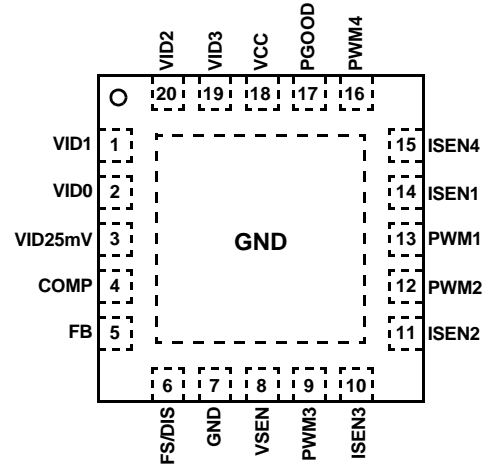 VID2 VID3 VCC PGOOD PWM4
20 19 18 17 16
VID1 1 15 ISEN4
VID0 2 14 ISEN1
VID25mV 3 GND 13 PWM1
COMP 4 12 PWM2
FB 5 11 ISEN2
6 7 8 9 10
FS/DIS GND VSEN PWM3 ISEN3